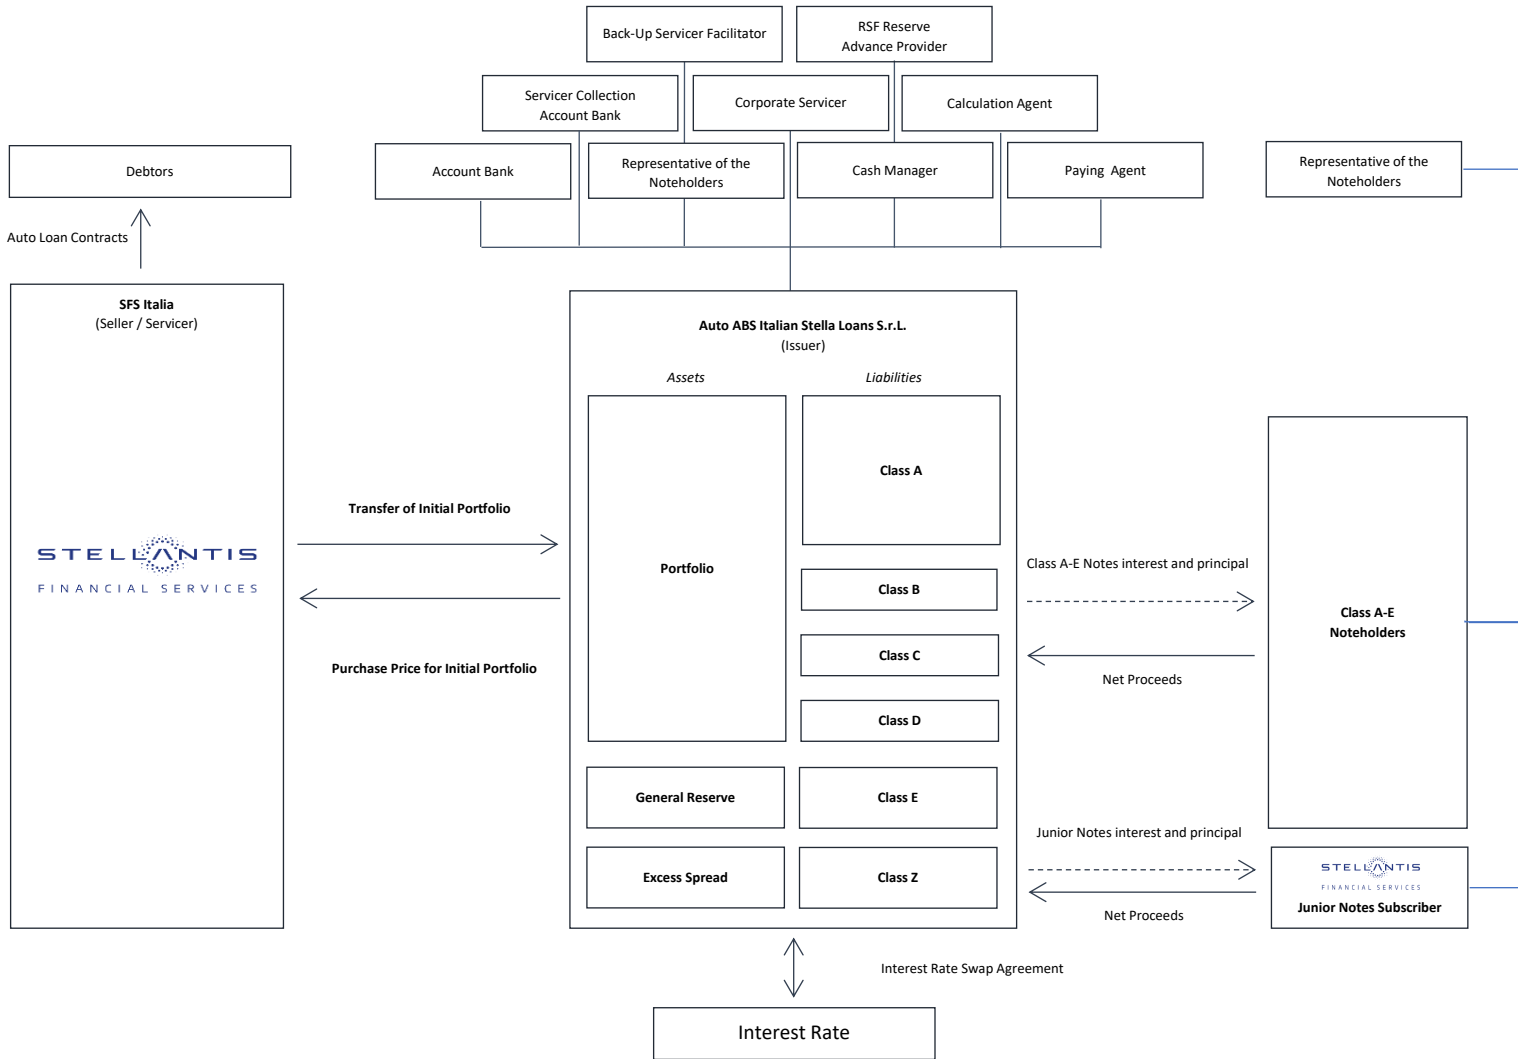 Back-Up Servicer Facilitator
RSF Reserve
Advance Provider
Servicer Collection
Account Bank
Corporate Servicer
Calculation Agent
Debtors
Account Bank
Representative of the
Noteholders
Cash Manager
Paying Agent
Representative of the
Noteholders
Auto Loan Contracts
SFS Italia
(Seller / Servicer)
STELLANTIS
FINANCIAL SERVICES
Transfer of Initial Portfolio
Purchase Price for Initial Portfolio
Auto ABS Italian Stella Loans S.r.L.
(Issuer)
Assets
Liabilities
Portfolio
Class A
Class B
Class C
Class D
General Reserve
Class E
Excess Spread
Class Z
Class A-E Notes interest and principal
Net Proceeds
Class A-E
Noteholders
Junior Notes interest and principal
Net Proceeds
STELLANTIS
FINANCIAL SERVICES
Junior Notes Subscriber
Interest Rate Swap Agreement
Interest Rate